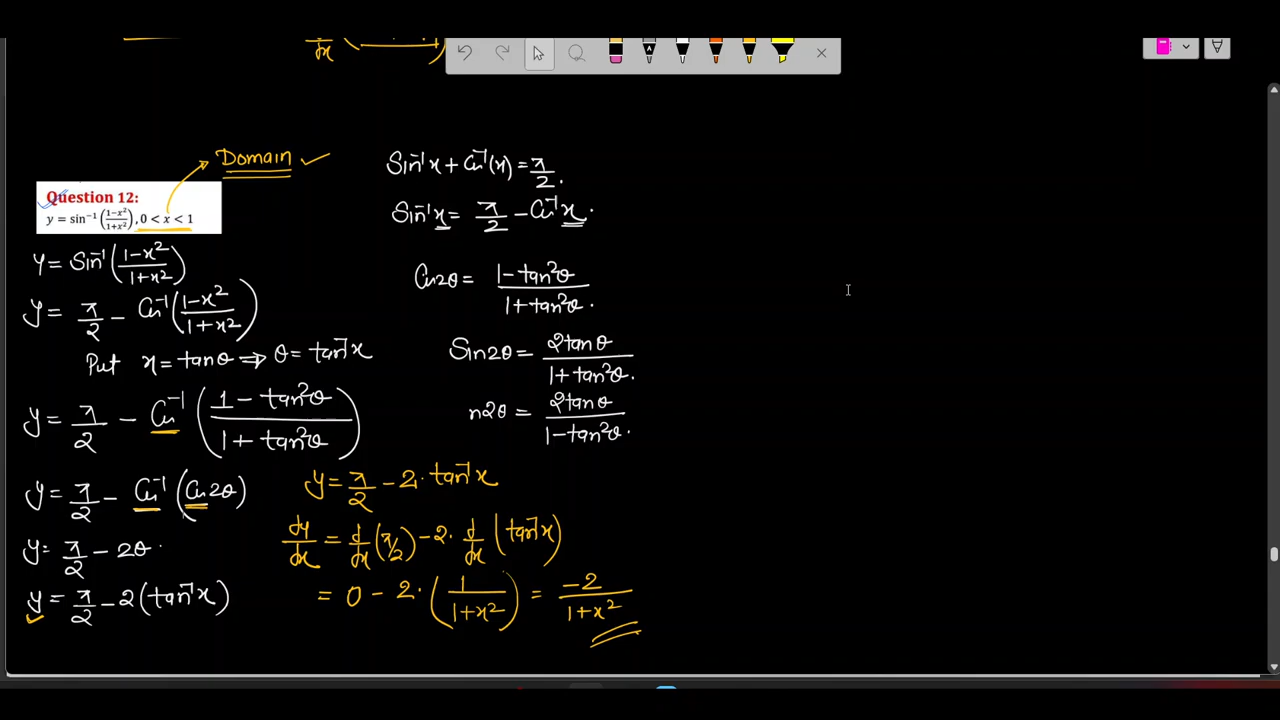 d/dx
Domain ✓
Question 12:
y = sin⁻¹((1−x²)/(1+x²)), 0 < x < 1
y = Sin⁻¹((1−x²)/(1+x²))
y = π/2 − Cos⁻¹((1−x²)/(1+x²))
Put x = tanθ ⇒ θ = tan⁻¹x
y = π/2 − Cos⁻¹((1 − tan²θ)/(1 + tan²θ))
y = π/2 − Cos⁻¹(Cos2θ)
y = π/2 − 2θ.
y = π/2 − 2(tan⁻¹x)
Sin⁻¹x + Cos⁻¹(x) = π/2.
Sin⁻¹x = π/2 − Cos⁻¹x.
Cos2θ = (1 − tan²θ)/(1 + tan²θ).
Sin2θ = (2tanθ)/(1 + tan²θ).
n2θ = (2tanθ)/(1 − tan²θ).
y = π/2 − 2·tan⁻¹x
dy/dx = d/dx(π/2) − 2·d/dx(tan⁻¹x)
= 0 − 2·(1/(1+x²)) = −2/(1+x²)